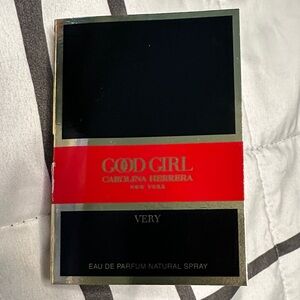 GOOD GIRL
CAROLINA HERRERA
NEW YORK
VERY
EAU DE PARFUM NATURAL SPRAY